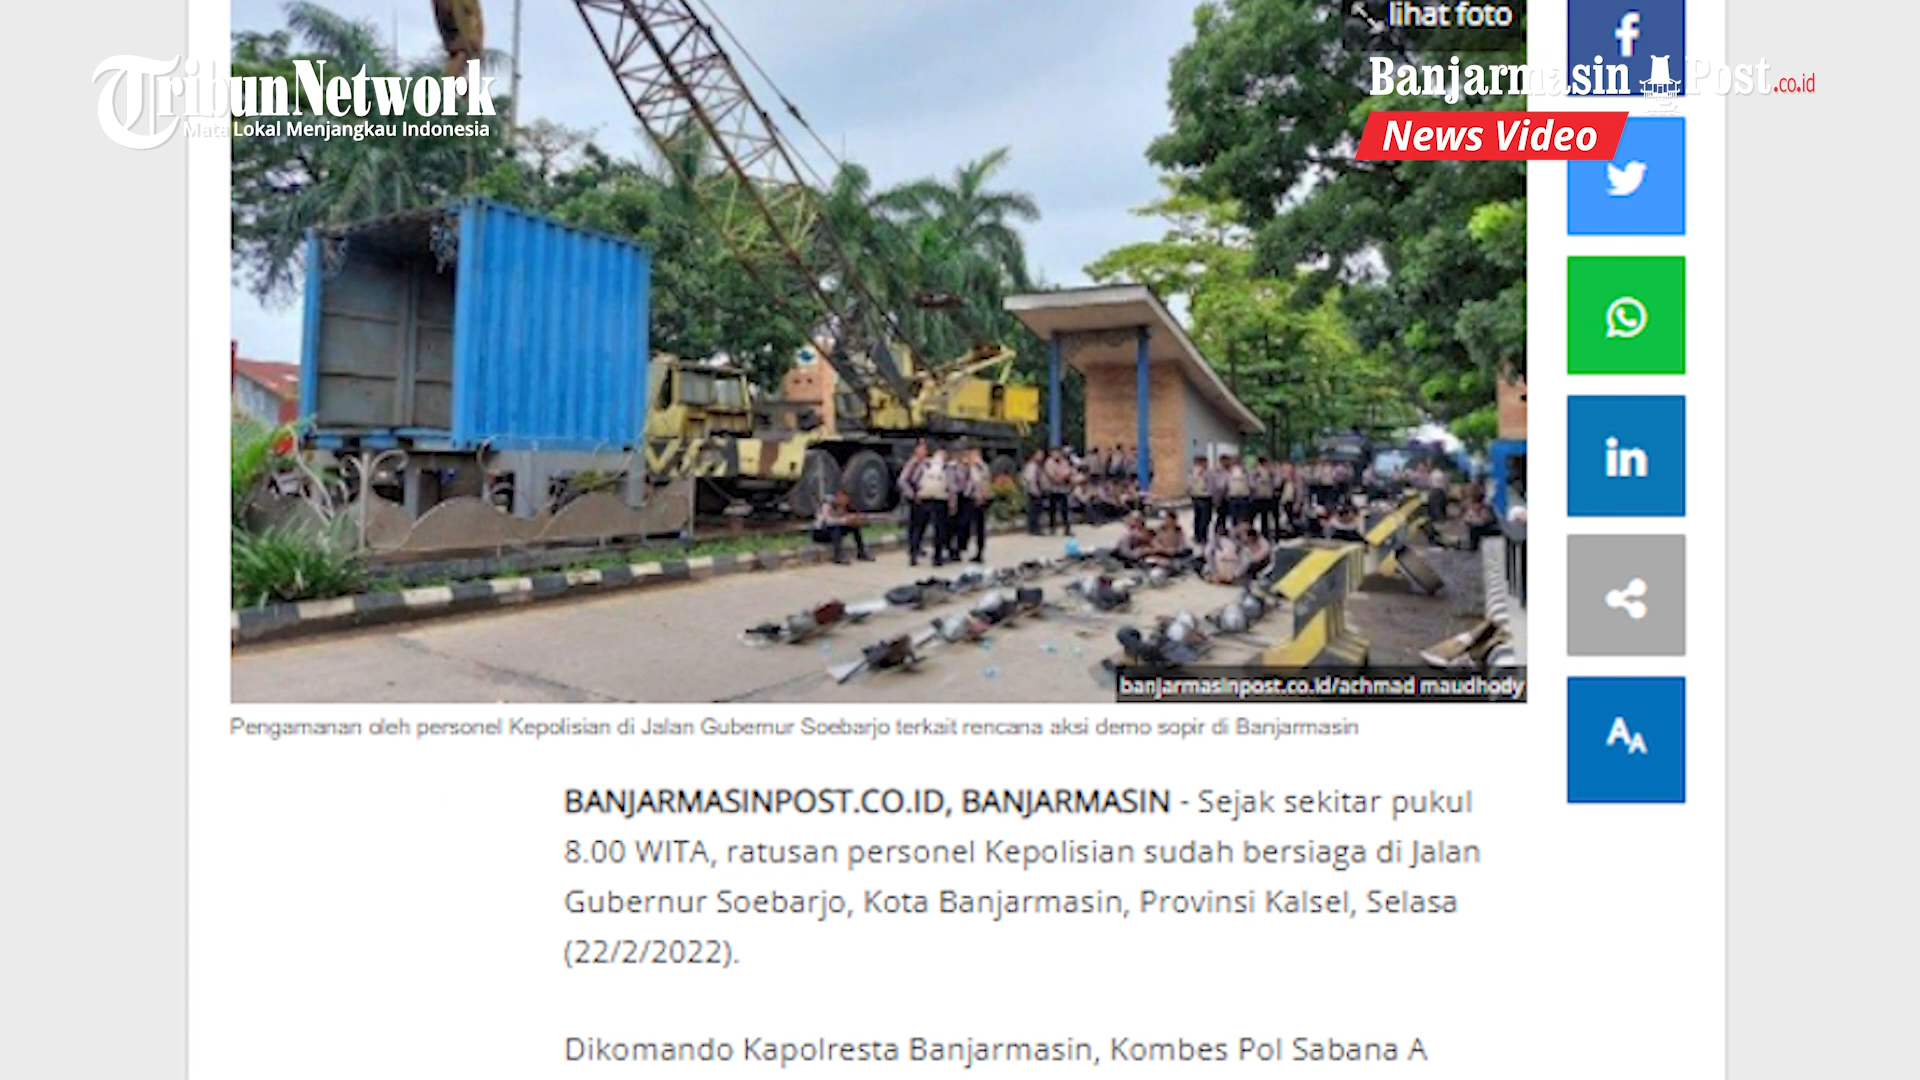 lihat foto
TribunNetwork
Mata Lokal Menjangkau Indonesia
Banjarmasin Post.co.id
News Video
banjarmasinpost.co.id/achmad maudhody
Pengamanan oleh personel Kepolisian di Jalan Gubernur Soebarjo terkait rencana aksi demo sopir di Banjarmasin
BANJARMASINPOST.CO.ID, BANJARMASIN - Sejak sekitar pukul
8.00 WITA, ratusan personel Kepolisian sudah bersiaga di Jalan
Gubernur Soebarjo, Kota Banjarmasin, Provinsi Kalsel, Selasa
(22/2/2022).
Dikomando Kapolresta Banjarmasin, Kombes Pol Sabana A